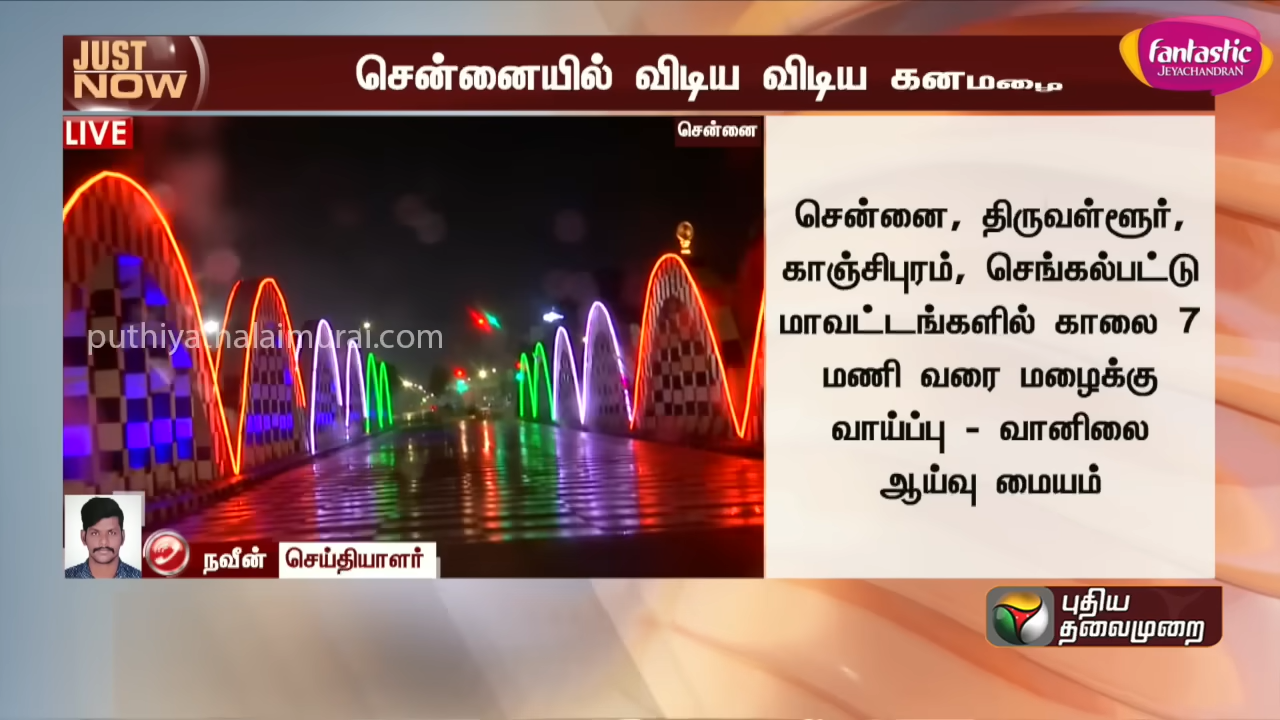 JUST
NOW
சென்னையில் விடிய விடிய கனமழை
fantastic
JEYACHANDRAN
LIVE
சென்னை
puthiyathalaimurai.com
நவீன் செய்தியாளர்
சென்னை, திருவள்ளூர்,
காஞ்சிபுரம், செங்கல்பட்டு
மாவட்டங்களில் காலை 7
மணி வரை மழைக்கு
வாய்ப்பு - வானிலை
ஆய்வு மையம்
புதிய
தலைமுறை